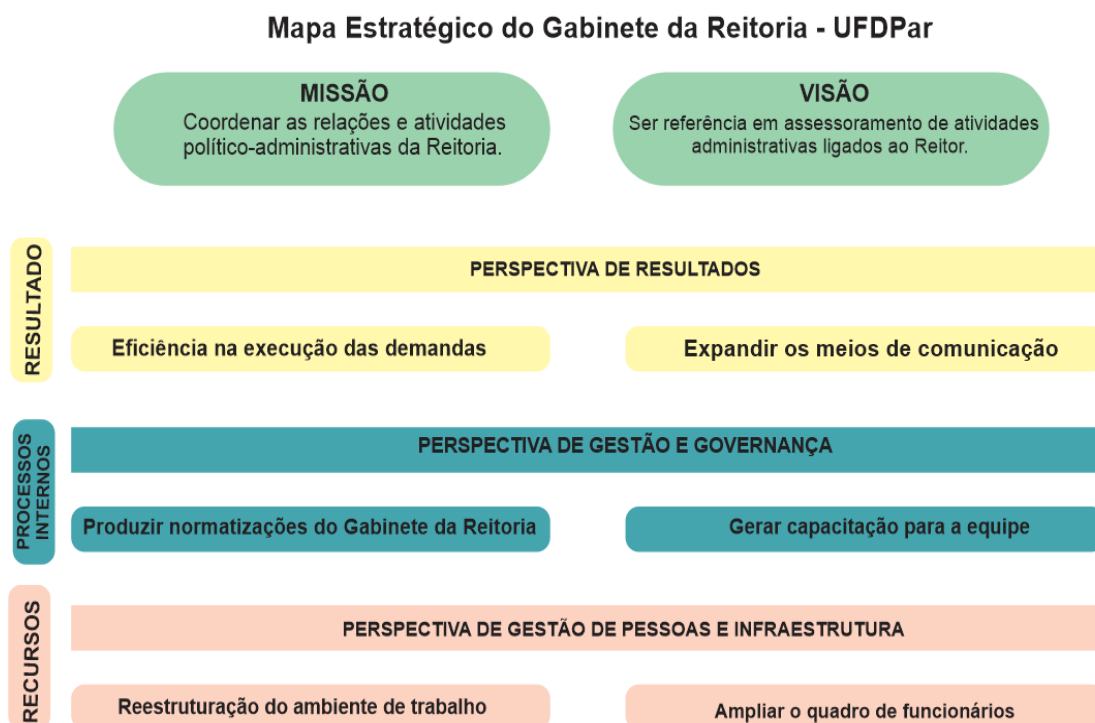 Mapa Estratégico do Gabinete da Reitoria - UFDPar
MISSÃO
Coordenar as relações e atividades
político-administrativas da Reitoria.
VISÃO
Ser referência em assessoramento de atividades
administrativas ligados ao Reitor.
RESULTADO
PERSPECTIVA DE RESULTADOS
Eficiência na execução das demandas
Expandir os meios de comunicação
PROCESSOS
INTERNOS
PERSPECTIVA DE GESTÃO E GOVERNANÇA
Produzir normatizações do Gabinete da Reitoria
Gerar capacitação para a equipe
RECURSOS
PERSPECTIVA DE GESTÃO DE PESSOAS E INFRAESTRUTURA
Reestruturação do ambiente de trabalho
Ampliar o quadro de funcionários